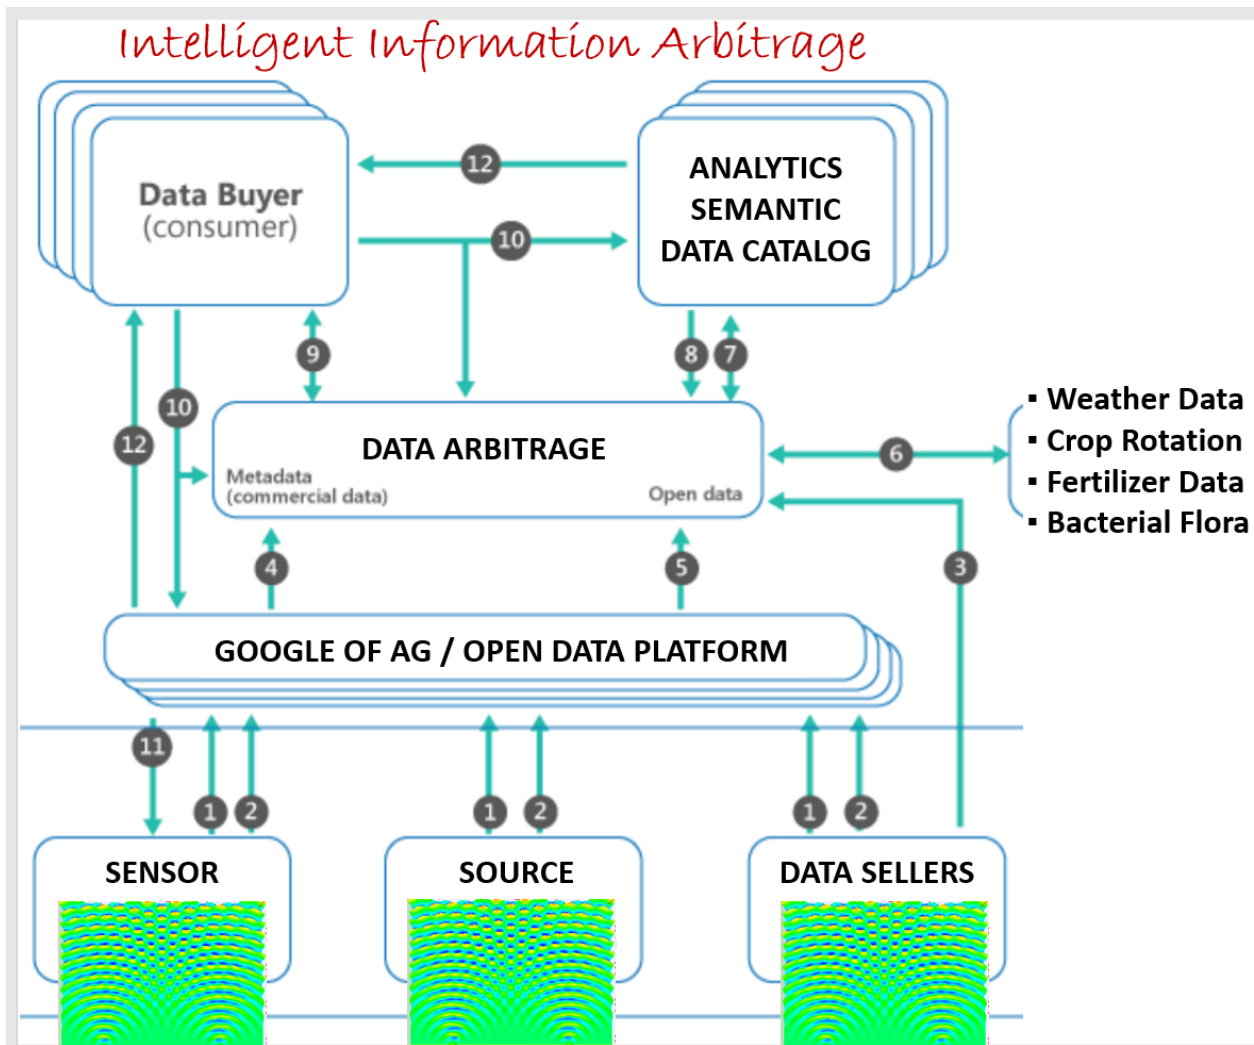 Intelligent Information Arbitrage
Data Buyer
(consumer)
12
ANALYTICS
SEMANTIC
DATA CATALOG
10
9
8
7
10
12
DATA ARBITRAGE
Metadata
(commercial data)
Open data
6
▪ Weather Data
▪ Crop Rotation
▪ Fertilizer Data
▪ Bacterial Flora
4
5
3
GOOGLE OF AG / OPEN DATA PLATFORM
11
1
2
1
2
1
2
SENSOR
SOURCE
DATA SELLERS